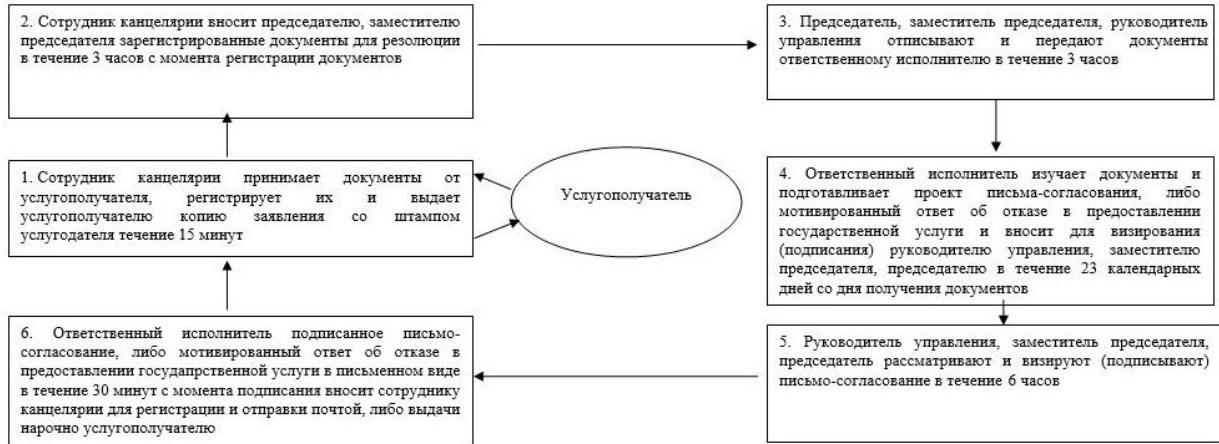 2. Сотрудник канцелярии вносит председателю, заместителю
председателя зарегистрированные документы для резолюции
в течение 3 часов с момента регистрации документов
3. Председатель, заместитель председателя, руководитель
управления отписывают и передают документы
ответственному исполнителю в течение 3 часов
1. Сотрудник канцелярии принимает документы от
услугополучателя, регистрирует их и выдает
услугополучателю копию заявления со штампом
услугодателя течение 15 минут
Услугополучатель
4. Ответственный исполнитель изучает документы и
подготавливает проект письма-согласования, либо
мотивированный ответ об отказе в предоставлении
государственной услуги и вносит для визирования
(подписания) руководителю управления, заместителю
председателя, председателю в течение 23 календарных
дней со дня получения документов
6. Ответственный исполнитель подписанное письмо-
согласование, либо мотивированный ответ об отказе в
предоставлении госудапрственной услуги в письменном виде
в течение 30 минут с момента подписания вносит сотруднику
канцелярии для регистрации и отправки почтой, либо выдачи
нарочно услугополучателю
5. Руководитель управления, заместитель председателя,
председатель рассматривают и визируют (подписывают)
письмо-согласование в течение 6 часов